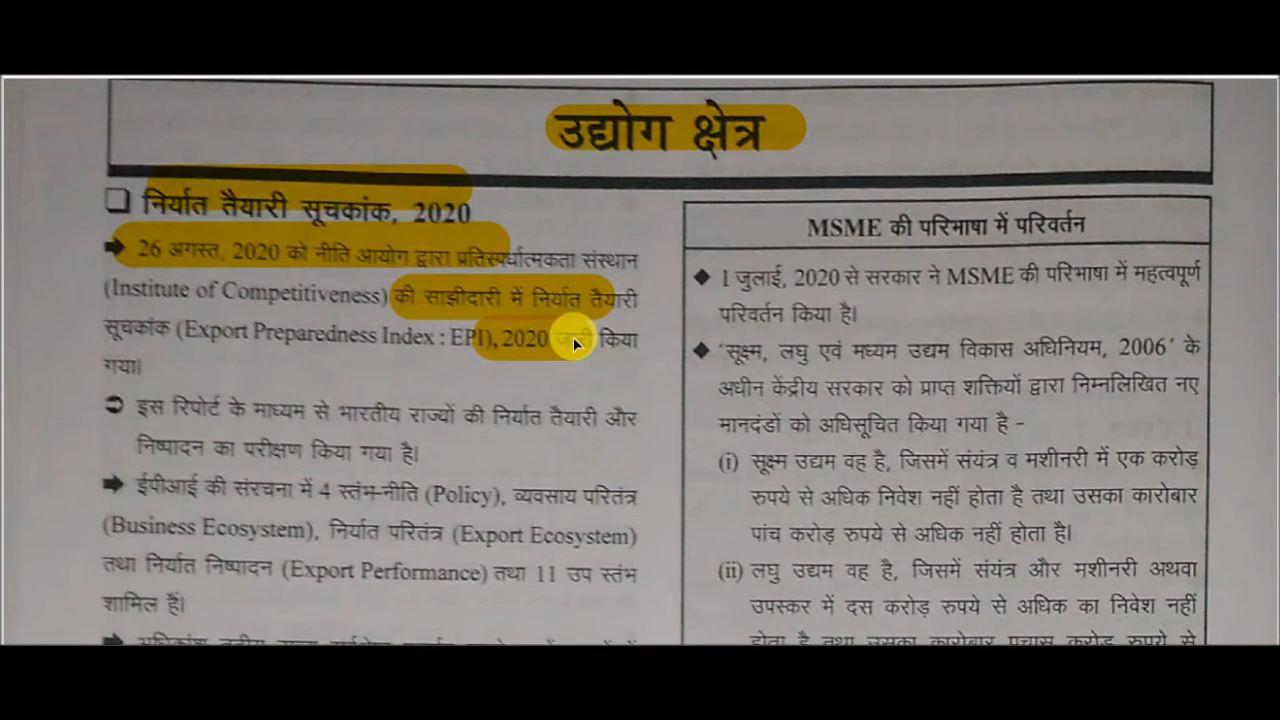 उद्योग क्षेत्र
❑ निर्यात तैयारी सूचकांक, 2020
➡ 26 अगस्त, 2020 को नीति आयोग द्वारा प्रतिस्पर्धात्मकता संस्थान
(Institute of Competitiveness) की साझीदारी में निर्यात तैयारी
सूचकांक (Export Preparedness Index : EPI), 2020 जारी किया
गया।
➲ इस रिपोर्ट के माध्यम से भारतीय राज्यों की निर्यात तैयारी और
निष्पादन का परीक्षण किया गया है।
➡ ईपीआई की संरचना में 4 स्तंभ-नीति (Policy), व्यवसाय परितंत्र
(Business Ecosystem), निर्यात परितंत्र (Export Ecosystem)
तथा निर्यात निष्पादन (Export Performance) तथा 11 उप स्तंभ
शामिल हैं।
MSME की परिभाषा में परिवर्तन
◆ 1 जुलाई, 2020 से सरकार ने MSME की परिभाषा में महत्वपूर्ण
परिवर्तन किया है।
◆ 'सूक्ष्म, लघु एवं मध्यम उद्यम विकास अधिनियम, 2006' के
अधीन केंद्रीय सरकार को प्राप्त शक्तियों द्वारा निम्नलिखित नए
मानदंडों को अधिसूचित किया गया है -
(i) सूक्ष्म उद्यम वह है, जिसमें संयंत्र व मशीनरी में एक करोड़
रुपये से अधिक निवेश नहीं होता है तथा उसका कारोबार
पांच करोड़ रुपये से अधिक नहीं होता है।
(ii) लघु उद्यम वह है, जिसमें संयंत्र और मशीनरी अथवा
उपस्कर में दस करोड़ रुपये से अधिक का निवेश नहीं
होता है तथा उसका कारोबार पचास करोड़ रुपये से